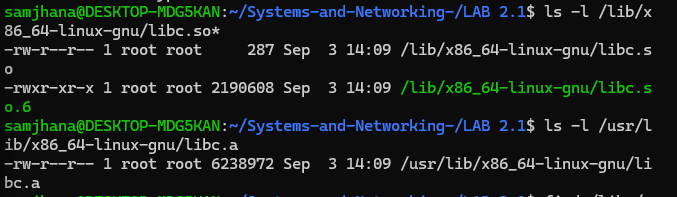 samjhana@DESKTOP-MDG5KAN:~/Systems-and-Networking-/LAB 2.1$ ls -l /lib/x
86_64-linux-gnu/libc.so*
-rw-r--r-- 1 root root     287 Sep  3 14:09 /lib/x86_64-linux-gnu/libc.s
o
-rwxr-xr-x 1 root root 2190608 Sep  3 14:09 /lib/x86_64-linux-gnu/libc.s
o.6
samjhana@DESKTOP-MDG5KAN:~/Systems-and-Networking-/LAB 2.1$ ls -l /usr/l
ib/x86_64-linux-gnu/libc.a
-rw-r--r-- 1 root root 6238972 Sep  3 14:09 /usr/lib/x86_64-linux-gnu/li
bc.a